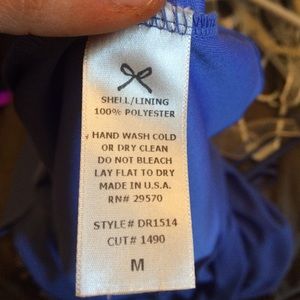 SHELL/LINING
100% POLYESTER
HAND WASH COLD
OR DRY CLEAN
DO NOT BLEACH
LAY FLAT TO DRY
MADE IN U.S.A.
RN# 29570
STYLE# DR1514
CUT# 1490
M